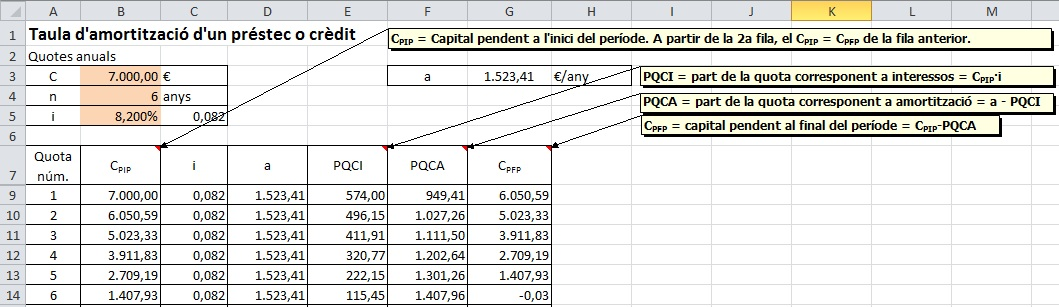 A B C D E F G H I J K L M
1 Taula d'amortització d'un préstec o crèdit CPIP = Capital pendent a l'inici del període. A partir de la 2a fila, el CPIP = CPFP de la fila anterior.
2 Quotes anuals
3 C 7.000,00 € a 1.523,41 €/any PQCI = part de la quota corresponent a interessos = CPIP·i
4 n 6 anys PQCA = part de la quota corresponent a amortització = a - PQCI
5 i 8,200% 0,082 CPFP = capital pendent al final del període = CPIP-PQCA
6
7 Quota núm. CPIP i a PQCI PQCA CPFP
9 1 7.000,00 0,082 1.523,41 574,00 949,41 6.050,59
10 2 6.050,59 0,082 1.523,41 496,15 1.027,26 5.023,33
11 3 5.023,33 0,082 1.523,41 411,91 1.111,50 3.911,83
12 4 3.911,83 0,082 1.523,41 320,77 1.202,64 2.709,19
13 5 2.709,19 0,082 1.523,41 222,15 1.301,26 1.407,93
14 6 1.407,93 0,082 1.523,41 115,45 1.407,96 -0,03